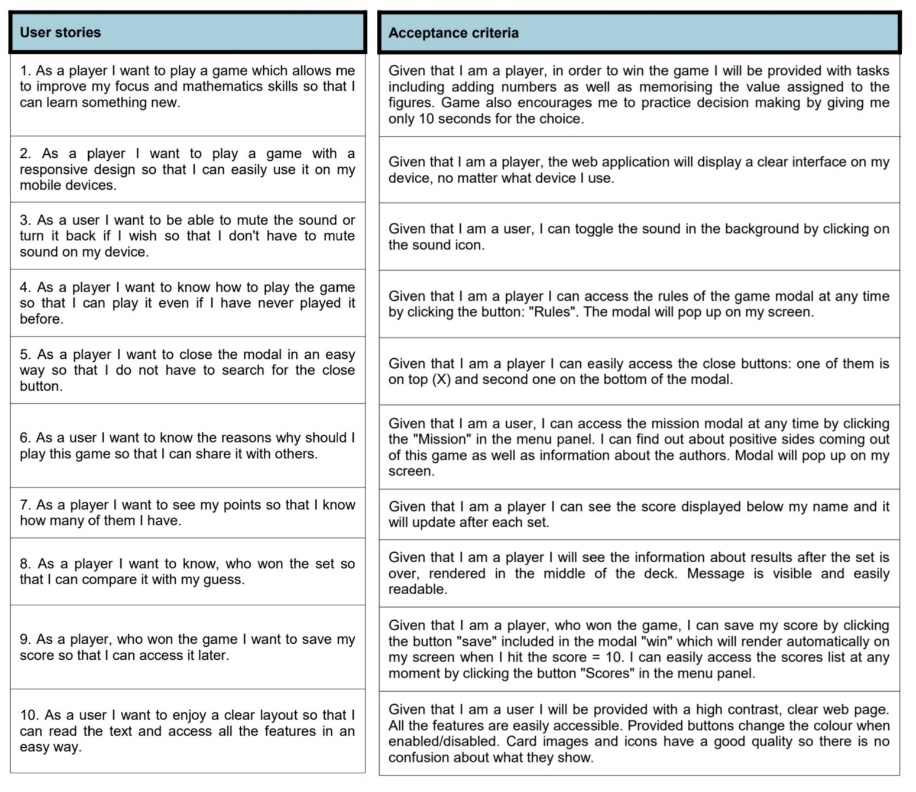 User stories
Acceptance criteria
1. As a player I want to play a game which allows me
to improve my focus and mathematics skills so that I
can learn something new.
Given that I am a player, in order to win the game I will be provided with tasks
including adding numbers as well as memorising the value assigned to the
figures. Game also encourages me to practice decision making by giving me
only 10 seconds for the choice.
2. As a player I want to play a game with a
responsive design so that I can easily use it on my
mobile devices.
Given that I am a player, the web application will display a clear interface on my
device, no matter what device I use.
3. As a user I want to be able to mute the sound or
turn it back if I wish so that I don't have to mute
sound on my device.
Given that I am a user, I can toggle the sound in the background by clicking on
the sound icon.
4. As a player I want to know how to play the game
so that I can play it even if I have never played it
before.
Given that I am a player I can access the rules of the game modal at any time
by clicking the button: "Rules". The modal will pop up on my screen.
5. As a player I want to close the modal in an easy
way so that I do not have to search for the close
button.
Given that I am a player I can easily access the close buttons: one of them is
on top (X) and second one on the bottom of the modal.
6. As a user I want to know the reasons why should I
play this game so that I can share it with others.
Given that I am a user, I can access the mission modal at any time by clicking
the "Mission" in the menu panel. I can find out about positive sides coming out
of this game as well as information about the authors. Modal will pop up on my
screen.
7. As a player I want to see my points so that I know
how many of them I have.
Given that I am a player I can see the score displayed below my name and it
will update after each set.
8. As a player I want to know, who won the set so
that I can compare it with my guess.
Given that I am a player I will see the information about results after the set is
over, rendered in the middle of the deck. Message is visible and easily
readable.
9. As a player, who won the game I want to save my
score so that I can access it later.
Given that I am a player, who won the game, I can save my score by clicking
the button "save" included in the modal "win" which will render automatically on
my screen when I hit the score = 10. I can easily access the scores list at any
moment by clicking the button "Scores" in the menu panel.
10. As a user I want to enjoy a clear layout so that I
can read the text and access all the features in an
easy way.
Given that I am a user I will be provided with a high contrast, clear web page.
All the features are easily accessible. Provided buttons change the colour when
enabled/disabled. Card images and icons have a good quality so there is no
confusion about what they show.